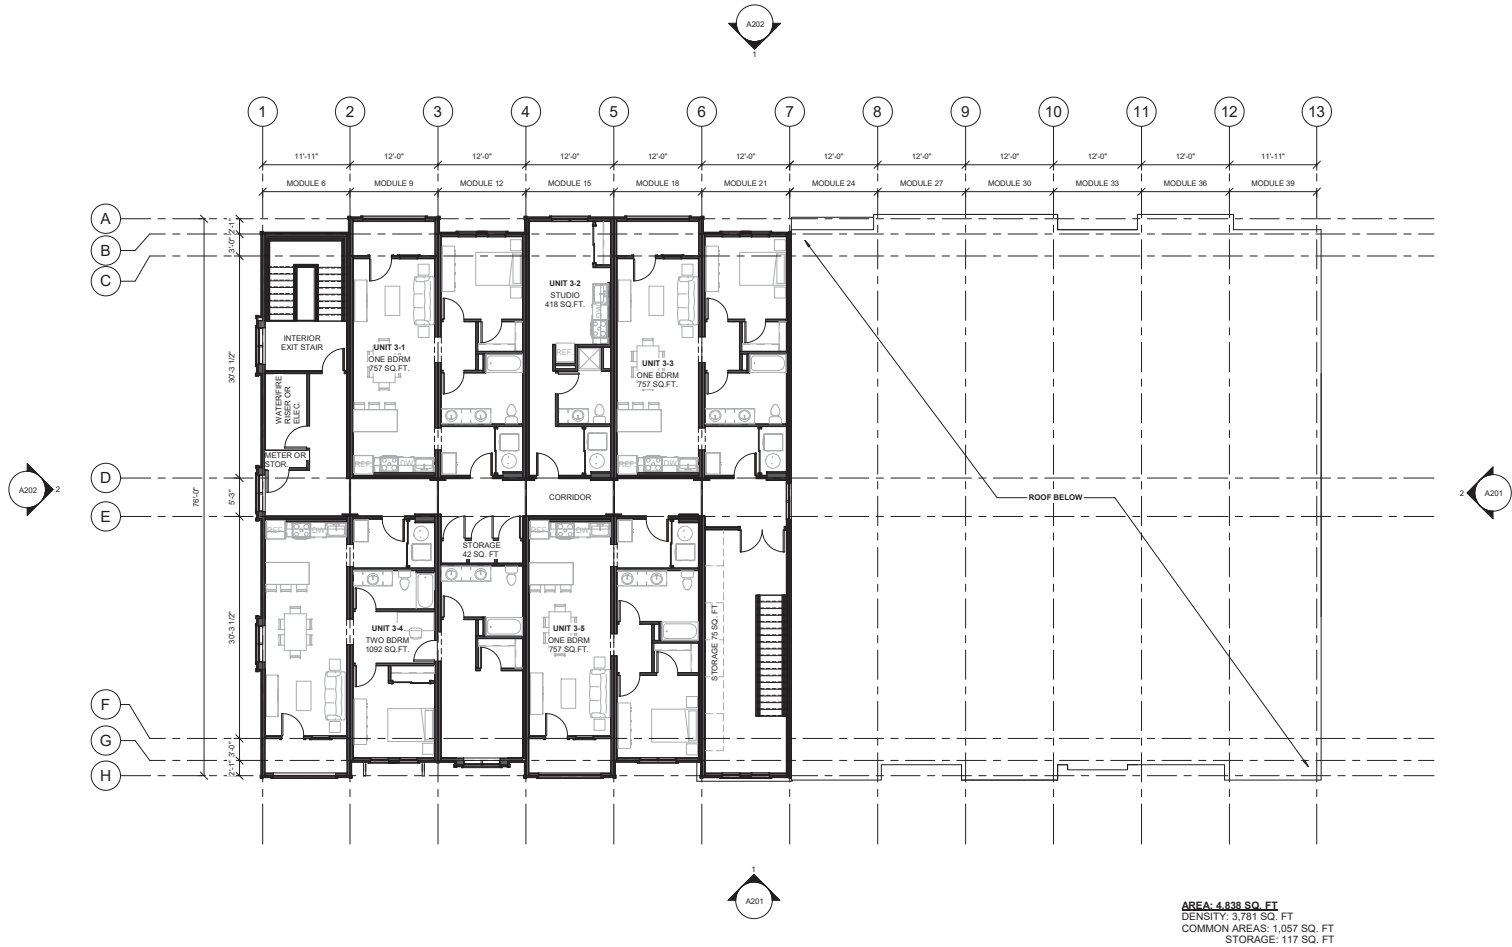 A202
1
1 2 3 4 5 6 7 8 9 10 11 12 13
11'-11" 12'-0" 12'-0" 12'-0" 12'-0" 12'-0" 12'-0" 12'-0" 12'-0" 12'-0" 12'-0" 11'-11"
MODULE 6 MODULE 9 MODULE 12 MODULE 15 MODULE 18 MODULE 21 MODULE 24 MODULE 27 MODULE 30 MODULE 33 MODULE 36 MODULE 39
A
B
C
D
E
F
G
H
2'-1"
3'-0"
30'-3 1/2"
76'-0"
5'-3"
30'-3 1/2"
3'-0"
2'-1"
A202 2
2 A201
INTERIOR
EXIT STAIR
WATER/FIRE
RISER OR
ELEC.
METER OR
STOR.
UNIT 3-1
ONE BDRM
757 SQ.FT.
REF DW
UNIT 3-2
STUDIO
418 SQ.FT.
DW
REF
UNIT 3-3
ONE BDRM
757 SQ.FT.
REF DW
CORRIDOR
ROOF BELOW
REF DW
STORAGE
42 SQ. FT
REF DW
UNIT 3-4
TWO BDRM
1092 SQ.FT.
UNIT 3-5
ONE BDRM
757 SQ.FT.
STORAGE 75 SQ. FT
1
A201
AREA: 4,838 SQ. FT
DENSITY: 3,781 SQ. FT
COMMON AREAS: 1,057 SQ. FT
STORAGE: 117 SQ. FT